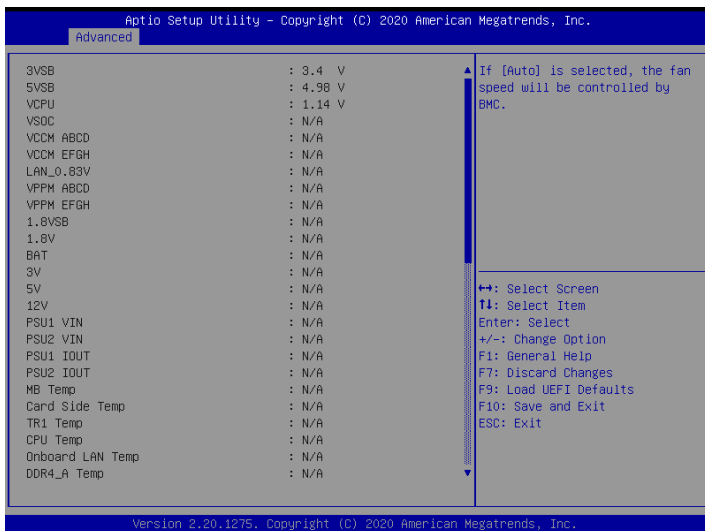 Aptio Setup Utility – Copyright (C) 2020 American Megatrends, Inc.
Advanced
3VSB : 3.4 V
5VSB : 4.98 V
VCPU : 1.14 V
VSOC : N/A
VCCM ABCD : N/A
VCCM EFGH : N/A
LAN_0.83V : N/A
VPPM ABCD : N/A
VPPM EFGH : N/A
1.8VSB : N/A
1.8V : N/A
BAT : N/A
3V : N/A
5V : N/A
12V : N/A
PSU1 VIN : N/A
PSU2 VIN : N/A
PSU1 IOUT : N/A
PSU2 IOUT : N/A
MB Temp : N/A
Card Side Temp : N/A
TR1 Temp : N/A
CPU Temp : N/A
Onboard LAN Temp : N/A
DDR4_A Temp : N/A
If [Auto] is selected, the fan
speed will be controlled by
BMC.
↔: Select Screen
↑↓: Select Item
Enter: Select
+/-: Change Option
F1: General Help
F7: Discard Changes
F9: Load UEFI Defaults
F10: Save and Exit
ESC: Exit
Version 2.20.1275. Copyright (C) 2020 American Megatrends, Inc.